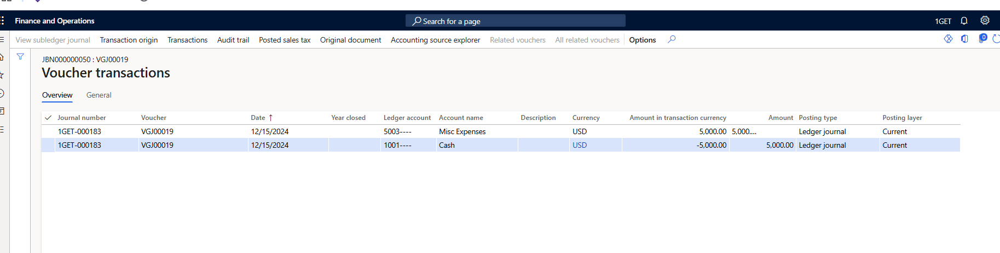 Finance and Operations Search for a page 1GET
View subledger journal Transaction origin Transactions Audit trail Posted sales tax Original document Accounting source explorer Related vouchers All related vouchers Options 0
JBN000000050 : VGJ00019
Voucher transactions
Overview General
Journal number Voucher Date ↑ Year closed Ledger account Account name Description Currency Amount in transaction currency Amount Posting type Posting layer
1GET-000183 VGJ00019 12/15/2024 5003---- Misc Expenses USD 5,000.00 5,000.... Ledger journal Current
1GET-000183 VGJ00019 12/15/2024 1001---- Cash USD -5,000.00 5,000.00 Ledger journal Current